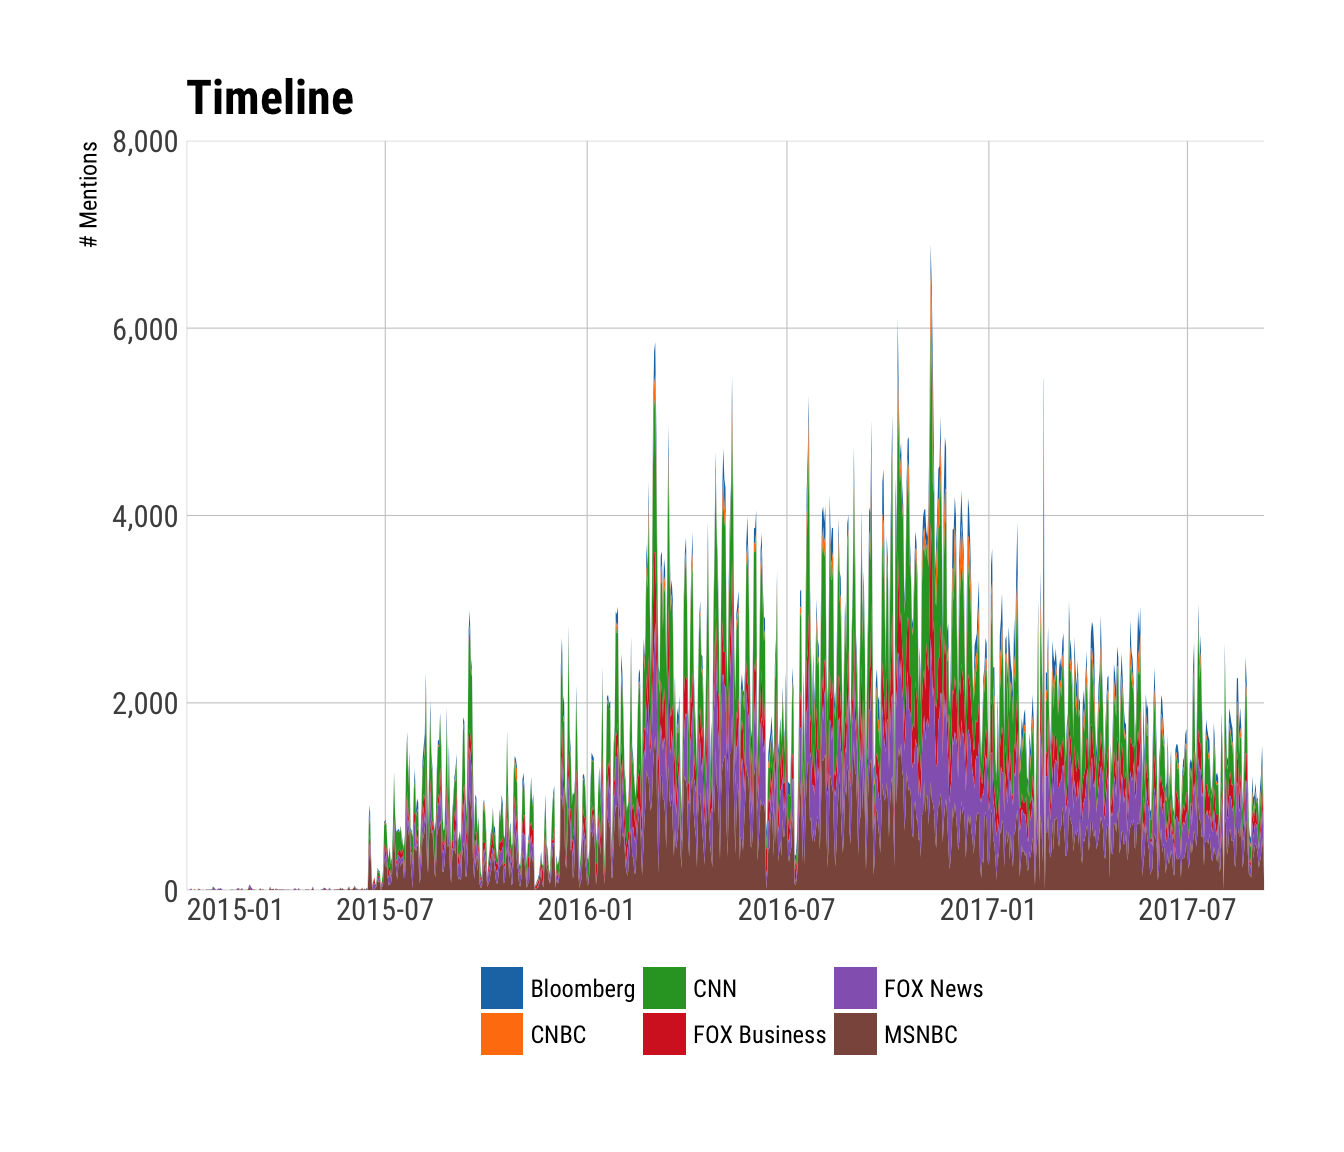 Timeline
# Mentions
8,000
6,000
4,000
2,000
0
2015-01 2015-07 2016-01 2016-07 2017-01 2017-07
Bloomberg CNN FOX News
CNBC FOX Business MSNBC